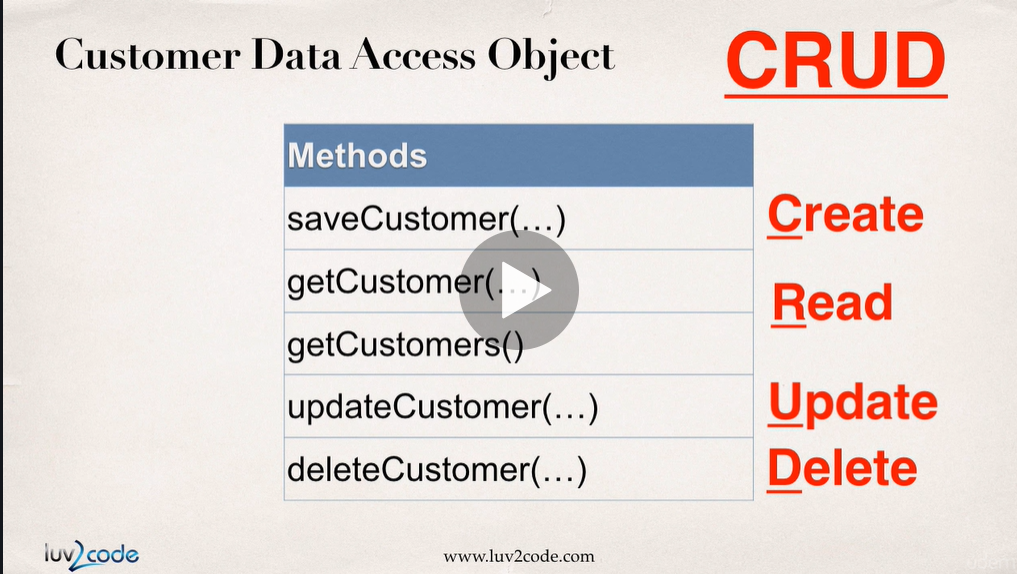 Customer Data Access Object
CRUD
Methods
saveCustomer(…)
Create
getCustomer(…)
Read
getCustomers()
updateCustomer(…)
Update
deleteCustomer(…)
Delete
luv2code
www.luv2code.com